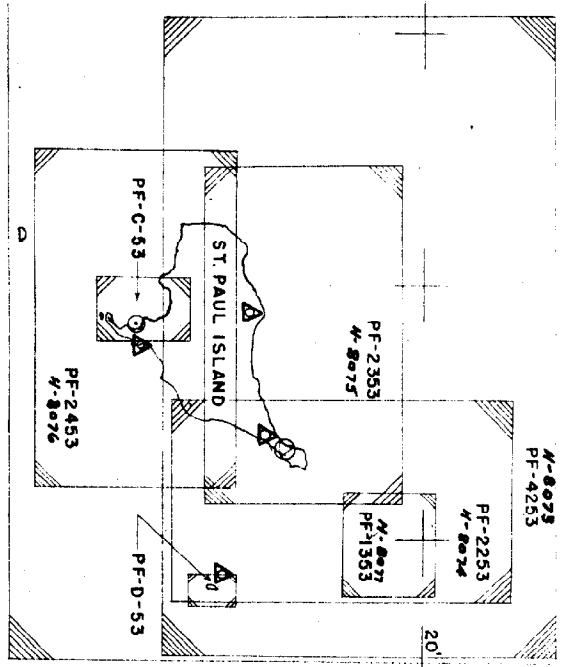 PF-C-53
ST. PAUL ISLAND
PF-2353
H-8075
PF-2453
H-8076
H-8073
PF-4253
PF-2253
H-8074
H-8077
PF-1353
PF-D-53
20'